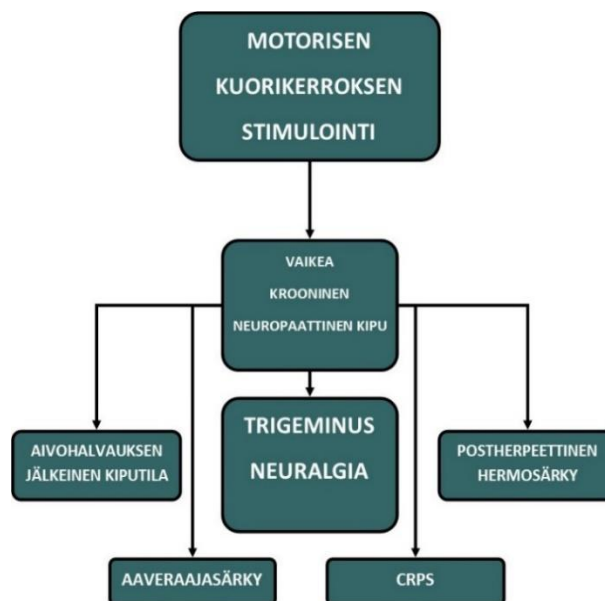 MOTORISEN
KUORIKERROKSEN
STIMULOINTI
VAIKEA
KROONINEN
NEUROPAATTINEN KIPU
TRIGEMINUS
NEURALGIA
AIVOHALVAUKSEN
JÄLKEINEN KIPUTILA
POSTHERPEETTINEN
HERMOSÄRKY
AAVERAAJASÄRKY
CRPS